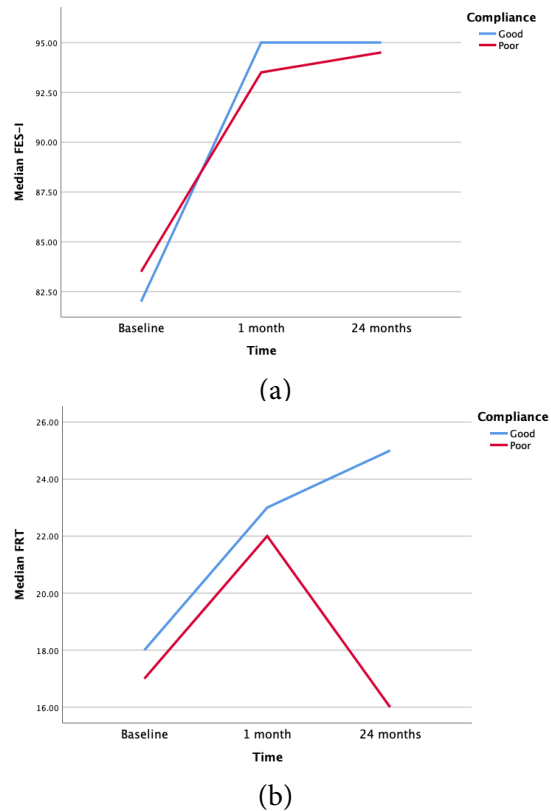 Compliance
Good
Poor
95.00
92.50
90.00
87.50
85.00
82.50
Median FES-I
Baseline
1 month
24 months
Time
(a)
Compliance
Good
Poor
26.00
24.00
22.00
20.00
18.00
16.00
Median FRT
Baseline
1 month
24 months
Time
(b)